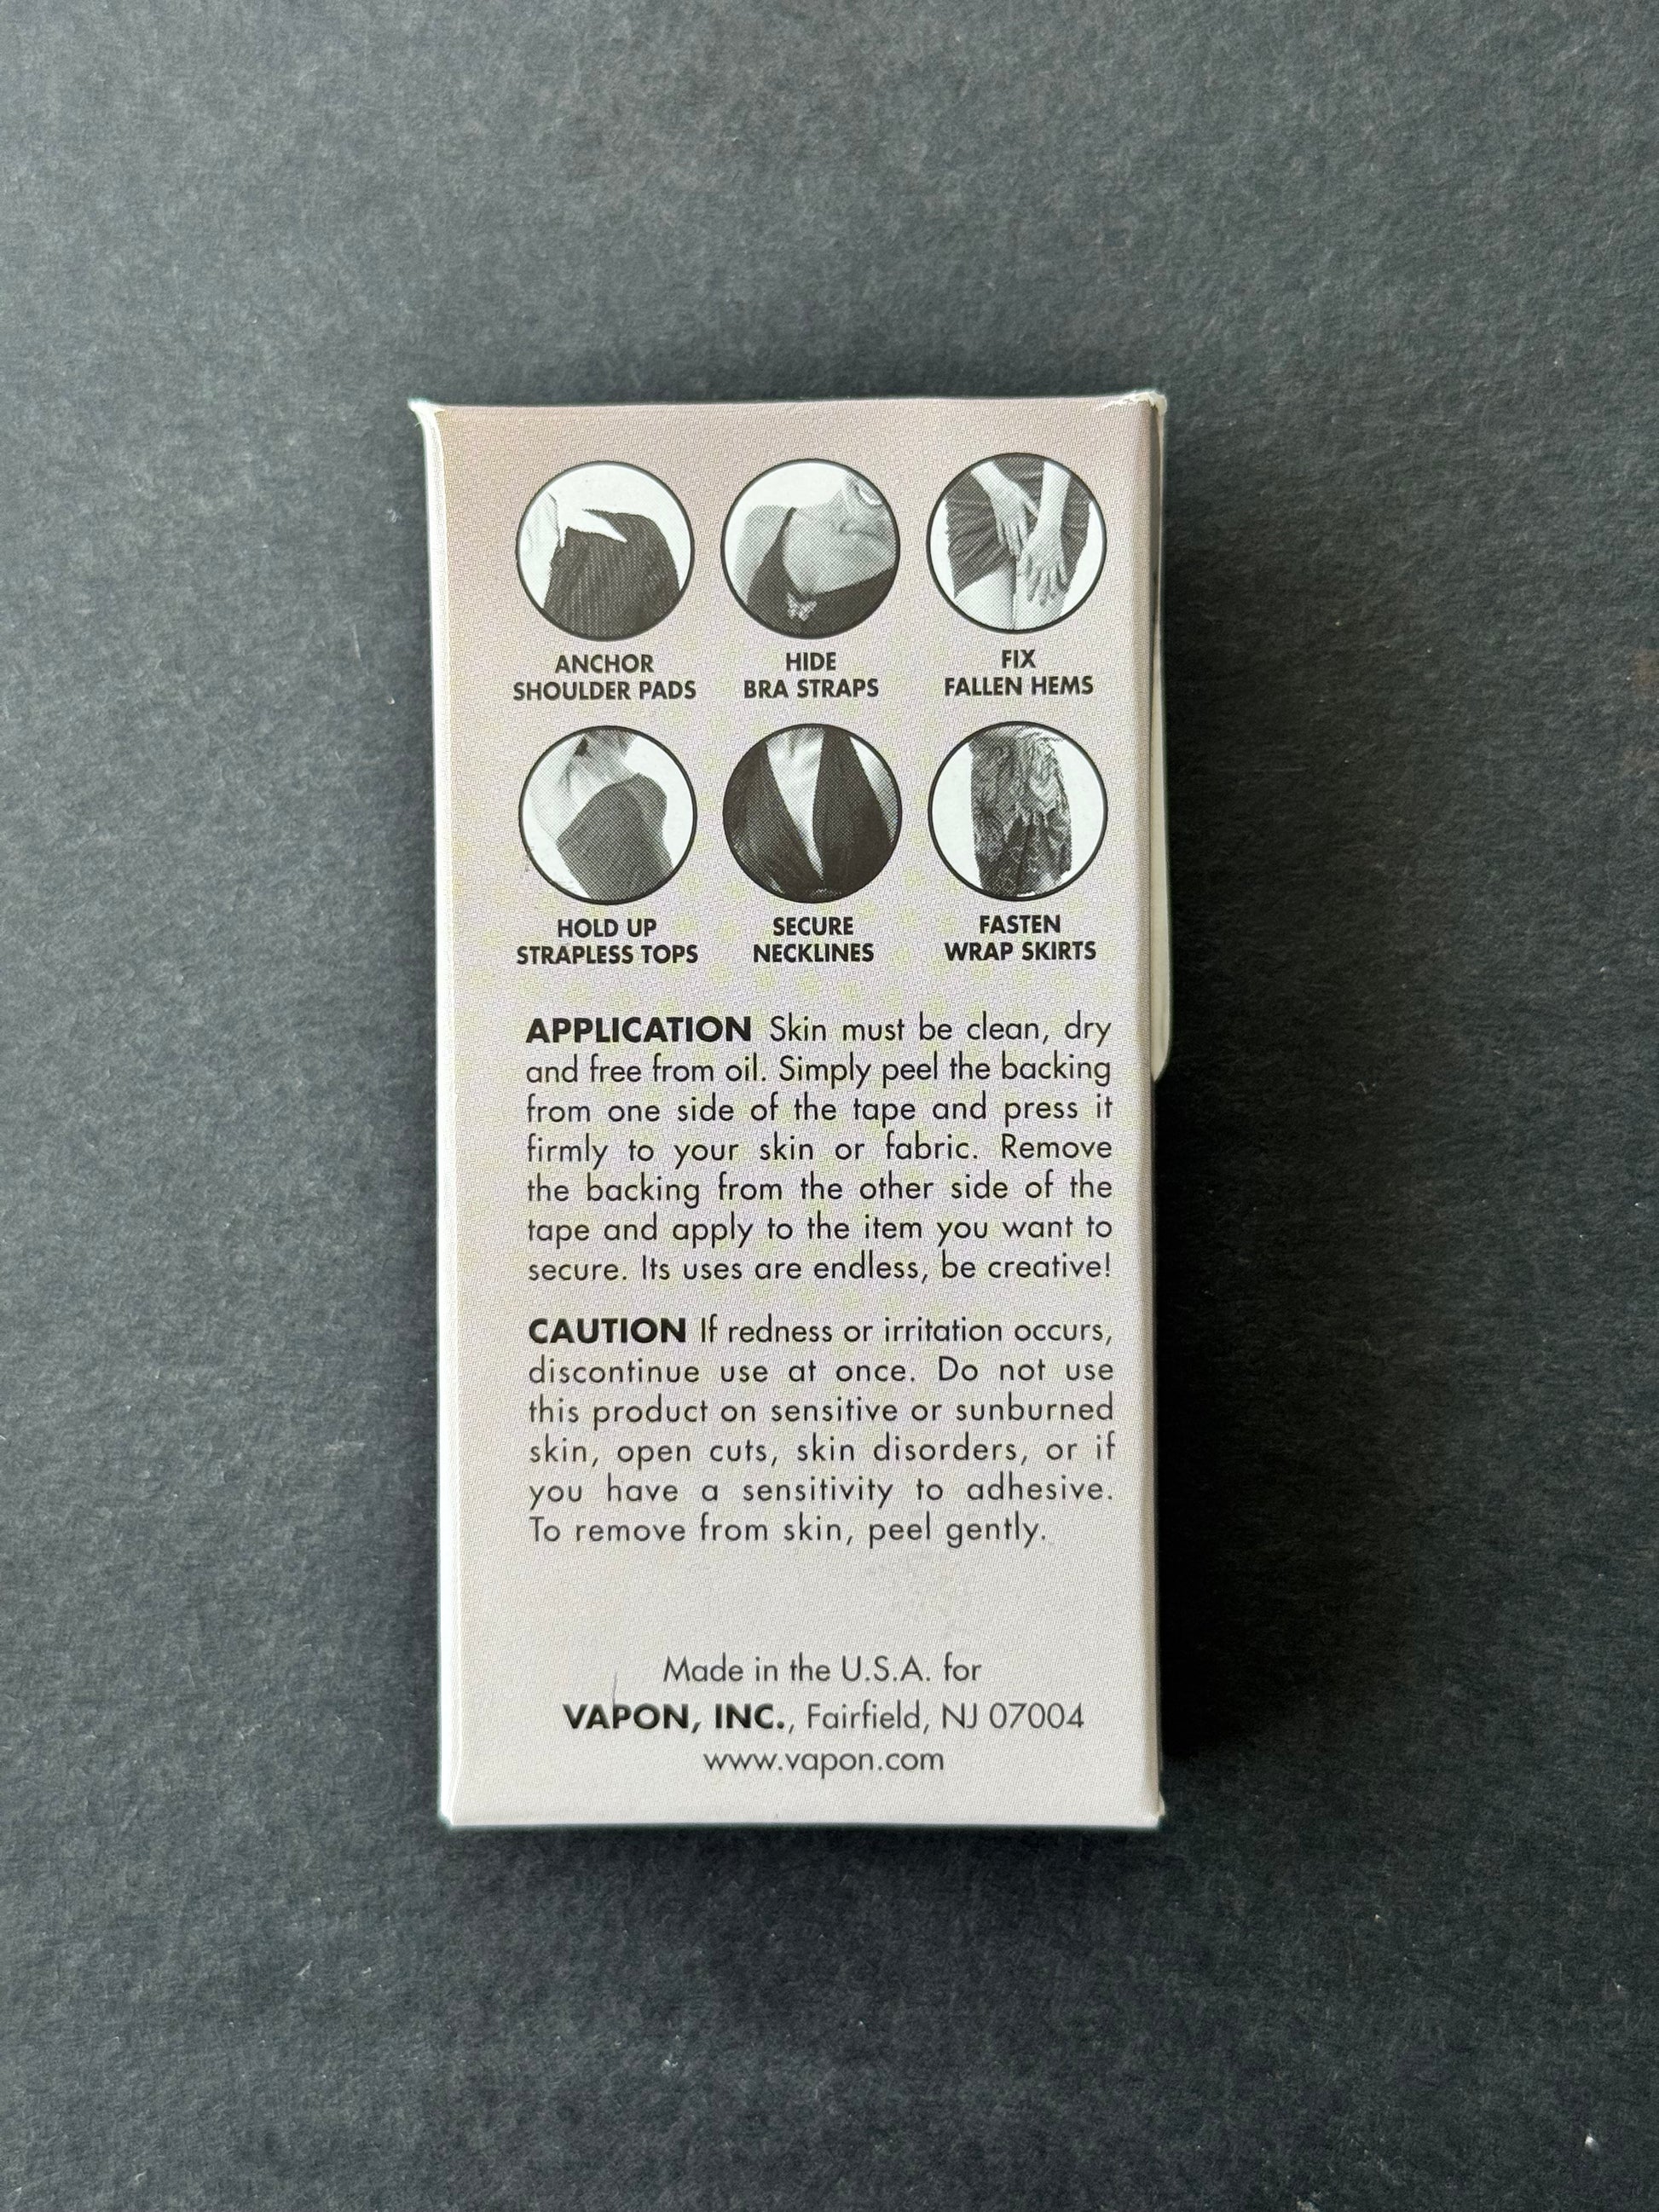 ANCHOR
SHOULDER PADS
HIDE
BRA STRAPS
FIX
FALLEN HEMS
HOLD UP
STRAPLESS TOPS
SECURE
NECKLINES
FASTEN
WRAP SKIRTS
APPLICATION Skin must be clean, dry
and free from oil. Simply peel the backing
from one side of the tape and press it
firmly to your skin or fabric. Remove
the backing from the other side of the
tape and apply to the item you want to
secure. Its uses are endless, be creative!
CAUTION If redness or irritation occurs,
discontinue use at once. Do not use
this product on sensitive or sunburned
skin, open cuts, skin disorders, or if
you have a sensitivity to adhesive.
To remove from skin, peel gently.
Made in the U.S.A. for
VAPON, INC., Fairfield, NJ 07004
www.vapon.com